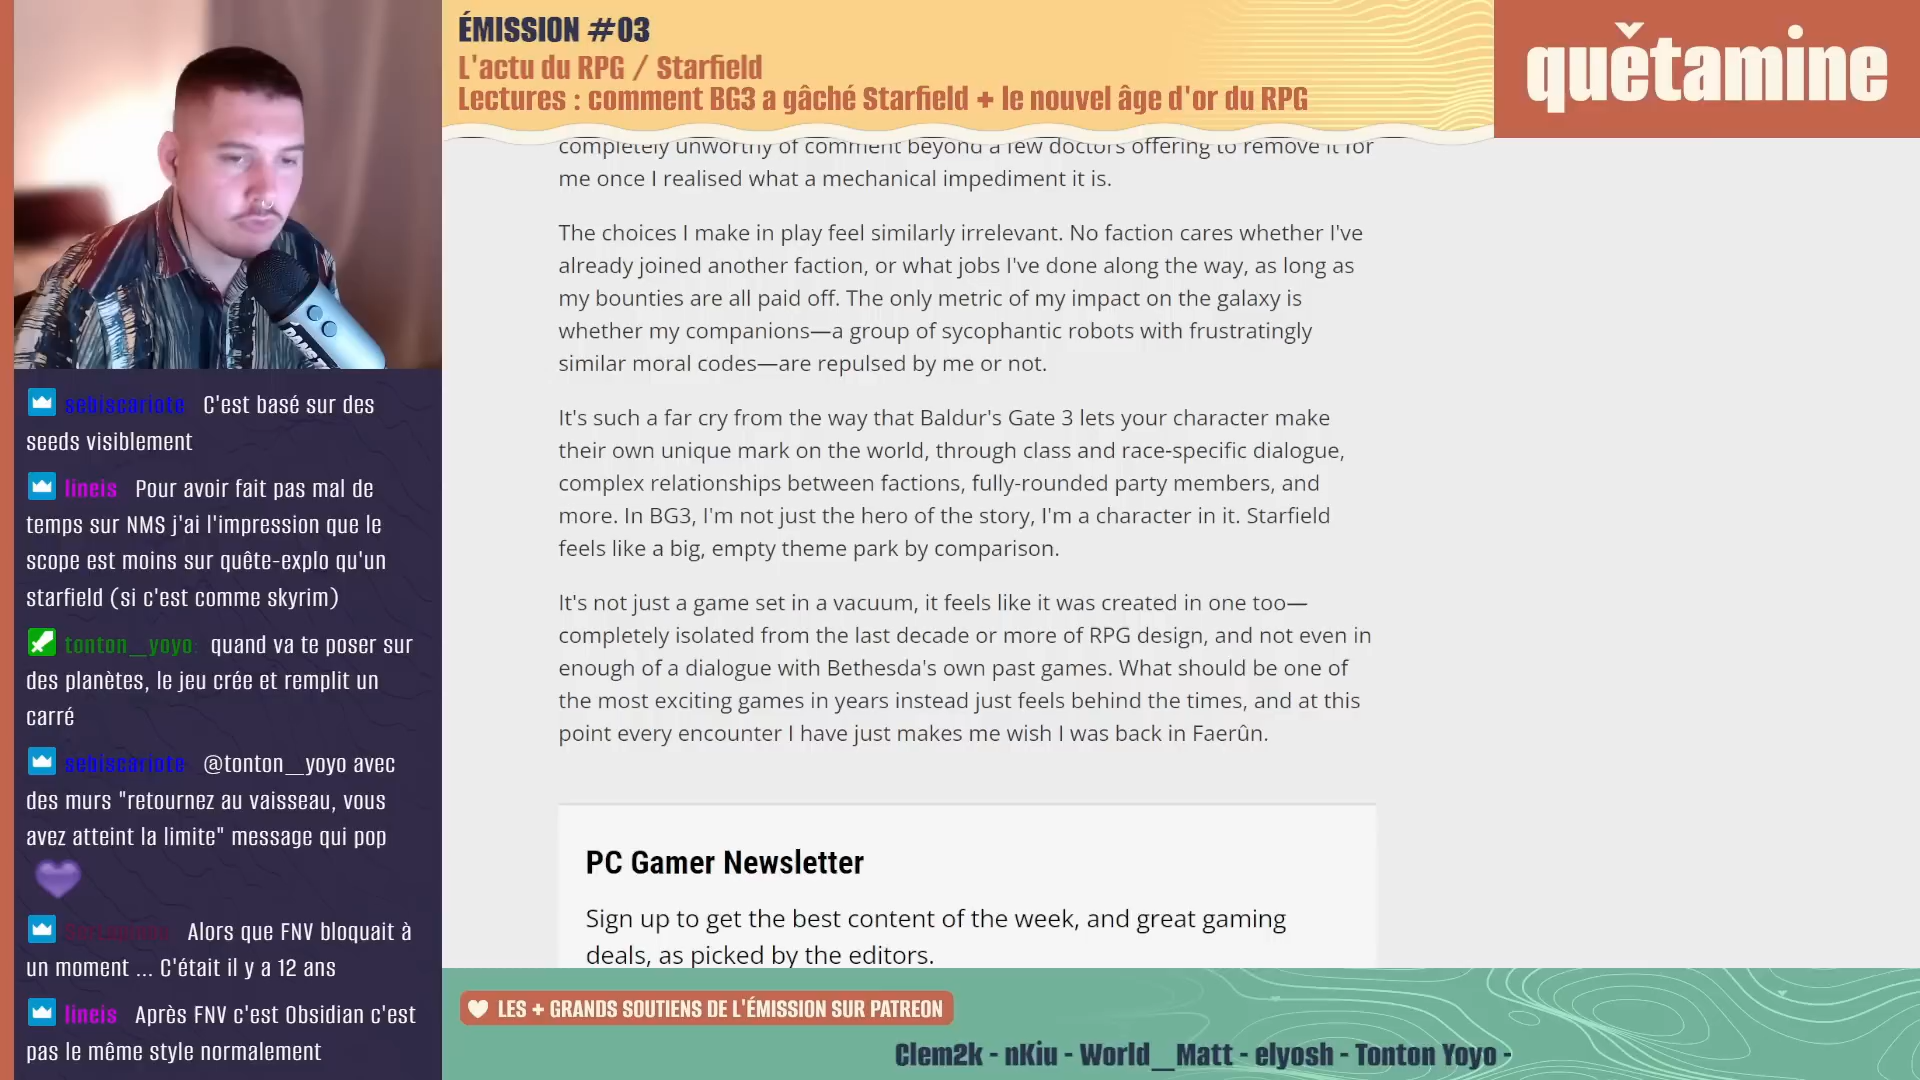 ÉMISSION #03
L'actu du RPG / Starfield
Lectures : comment BG3 a gâché Starfield + le nouvel âge d'or du RPG
quětamine
completely unworthy of comment beyond a few doctors offering to remove it for
me once I realised what a mechanical impediment it is.
The choices I make in play feel similarly irrelevant. No faction cares whether I've
already joined another faction, or what jobs I've done along the way, as long as
my bounties are all paid off. The only metric of my impact on the galaxy is
whether my companions—a group of sycophantic robots with frustratingly
similar moral codes—are repulsed by me or not.
It's such a far cry from the way that Baldur's Gate 3 lets your character make
their own unique mark on the world, through class and race-specific dialogue,
complex relationships between factions, fully-rounded party members, and
more. In BG3, I'm not just the hero of the story, I'm a character in it. Starfield
feels like a big, empty theme park by comparison.
It's not just a game set in a vacuum, it feels like it was created in one too—
completely isolated from the last decade or more of RPG design, and not even in
enough of a dialogue with Bethesda's own past games. What should be one of
the most exciting games in years instead just feels behind the times, and at this
point every encounter I have just makes me wish I was back in Faerûn.
PC Gamer Newsletter
Sign up to get the best content of the week, and great gaming
deals, as picked by the editors.
sebiscariote C'est basé sur des
seeds visiblement
lineis Pour avoir fait pas mal de
temps sur NMS j'ai l'impression que le
scope est moins sur quête-explo qu'un
starfield (si c'est comme skyrim)
tonton_yoyo: quand va te poser sur
des planètes, le jeu crée et remplit un
carré
sebiscariote @tonton_yoyo avec
des murs "retournez au vaisseau, vous
avez atteint la limite" message qui pop
Alors que FNV bloquait à
un moment ... C'était il y a 12 ans
lineis Après FNV c'est Obsidian c'est
pas le même style normalement
LES + GRANDS SOUTIENS DE L'ÉMISSION SUR PATREON
Clem2k - nKiu - World_Matt - elyosh - Tonton Yoyo -